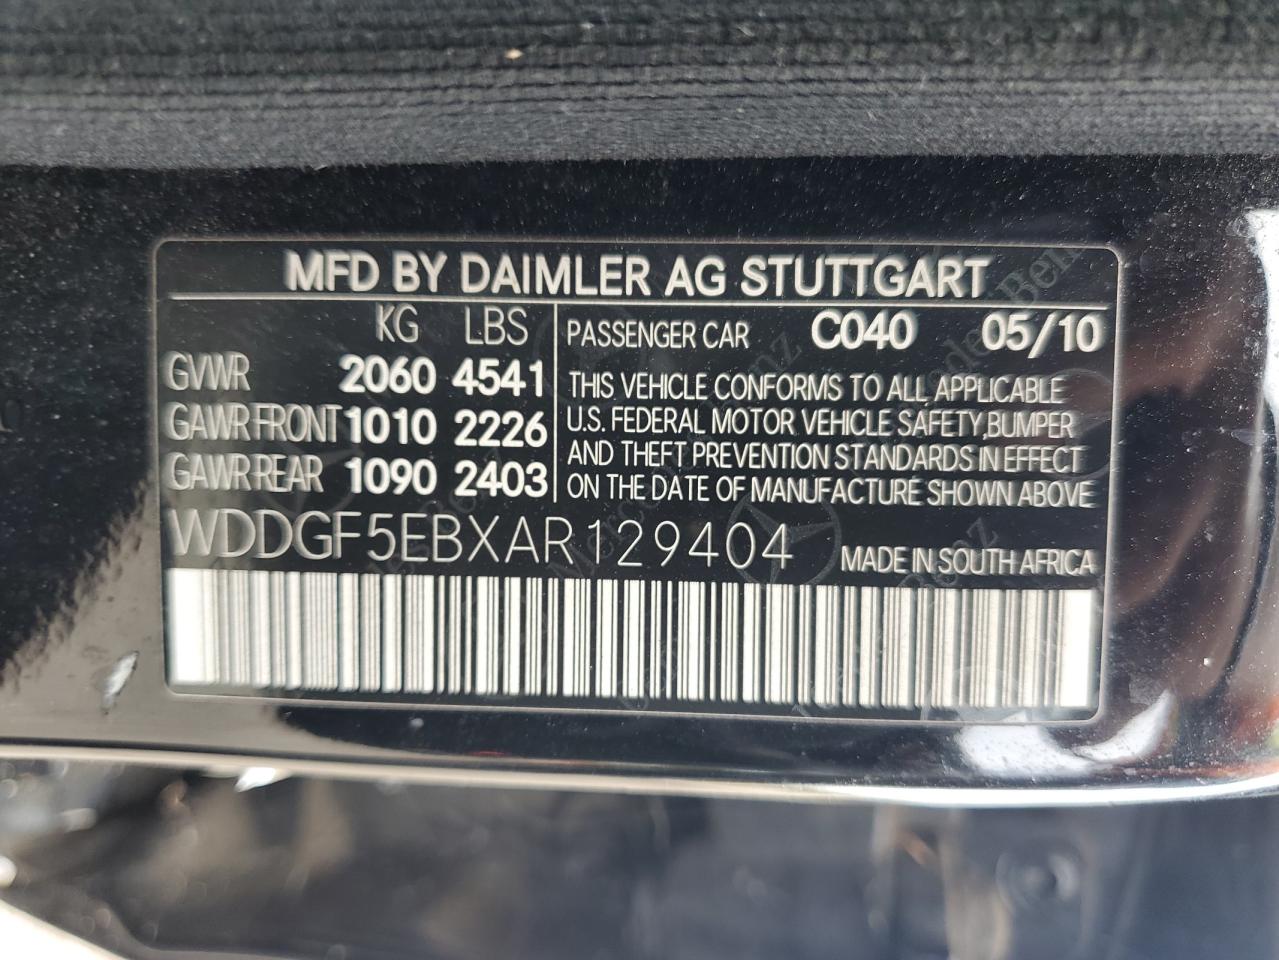 MFD BY DAIMLER AG STUTTGART
KG LBS
GVWR 2060 4541
GAWR FRONT 1010 2226
GAWR REAR 1090 2403
PASSENGER CAR C040 05/10
THIS VEHICLE CONFORMS TO ALL APPLICABLE
U.S. FEDERAL MOTOR VEHICLE SAFETY, BUMPER
AND THEFT PREVENTION STANDARDS IN EFFECT
ON THE DATE OF MANUFACTURE SHOWN ABOVE
WDDGF5EBXAR129404
MADE IN SOUTH AFRICA